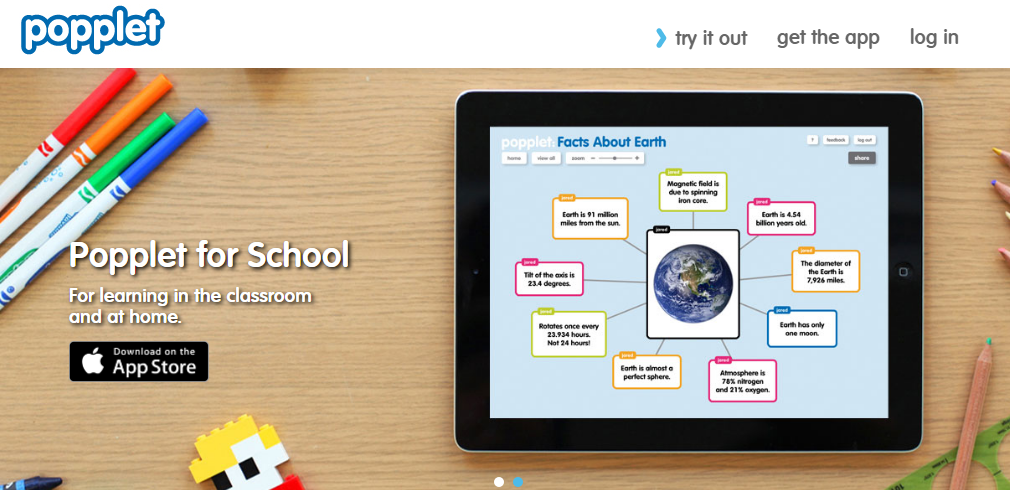 popplet
try it out
get the app
log in
popplet: Facts About Earth
?
feedback
log out
home
view all
zoom - +
share
jared
Magnetic field is
due to spinning
iron core.
jared
Earth is 91 million
miles from the sun.
jared
Earth is 4.54
billion years old.
jared
jared
Tilt of the axis is
23.4 degrees.
jared
The diameter of
the Earth is
7,926 miles.
jared
Rotates once every
23.934 hours.
Not 24 hours!
jared
Earth has only
one moon.
jared
Earth is almost a
perfect sphere.
jared
Atmosphere is
78% nitrogen
and 21% oxygen.
Popplet for School
For learning in the classroom
and at home.
Download on the
App Store